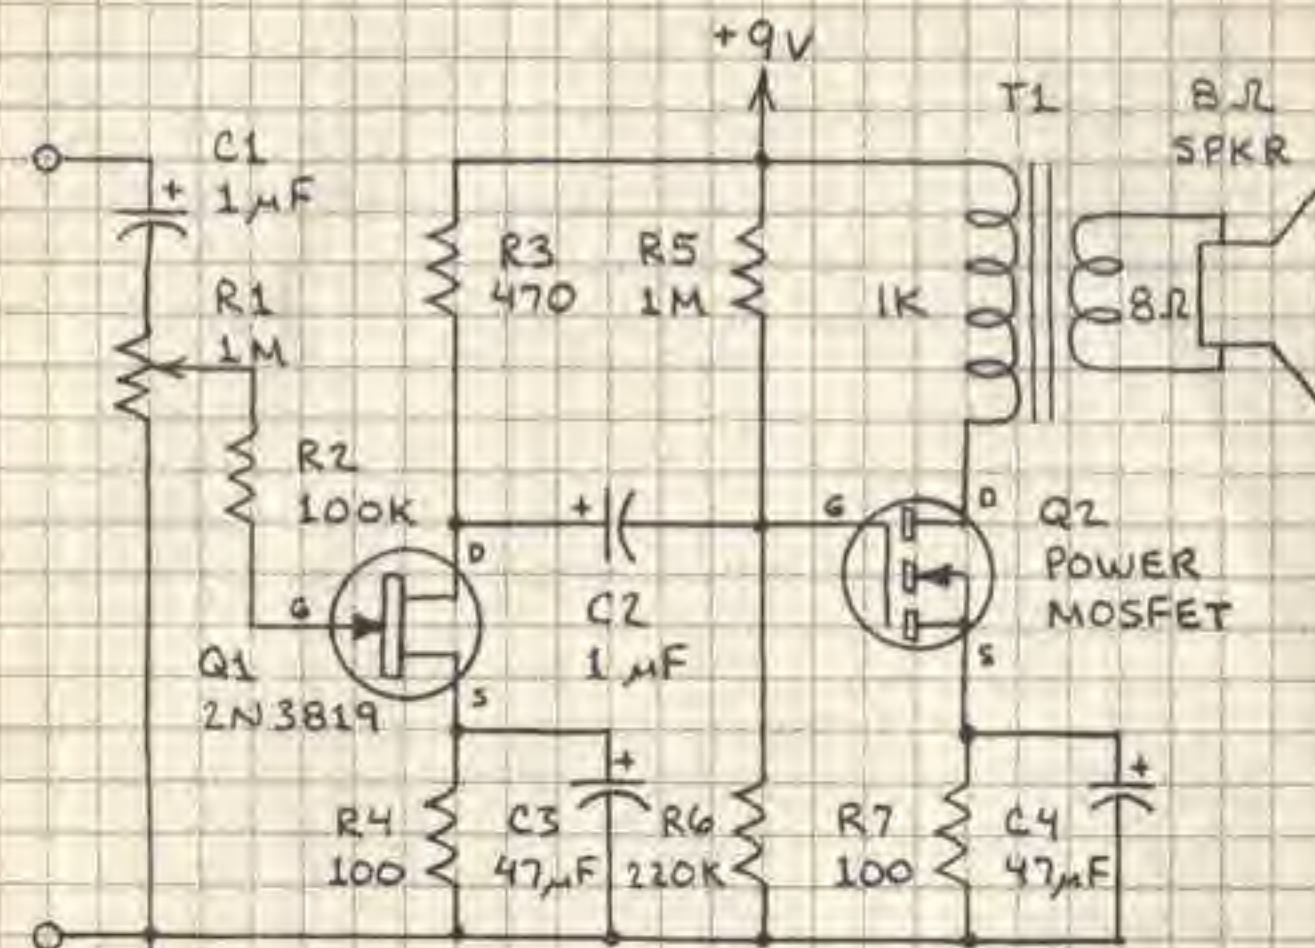 +9V
T1
8Ω
SPKR
C1
+
1μF
R1
1M
R3
470
R5
1M
1K
8Ω
R2
100K
+
G
D
Q2
POWER
MOSFET
D
C2
1μF
G
Q1
2N3819
S
S
+
+
R4
100
C3
47μF
R6
220K
R7
100
C4
47μF